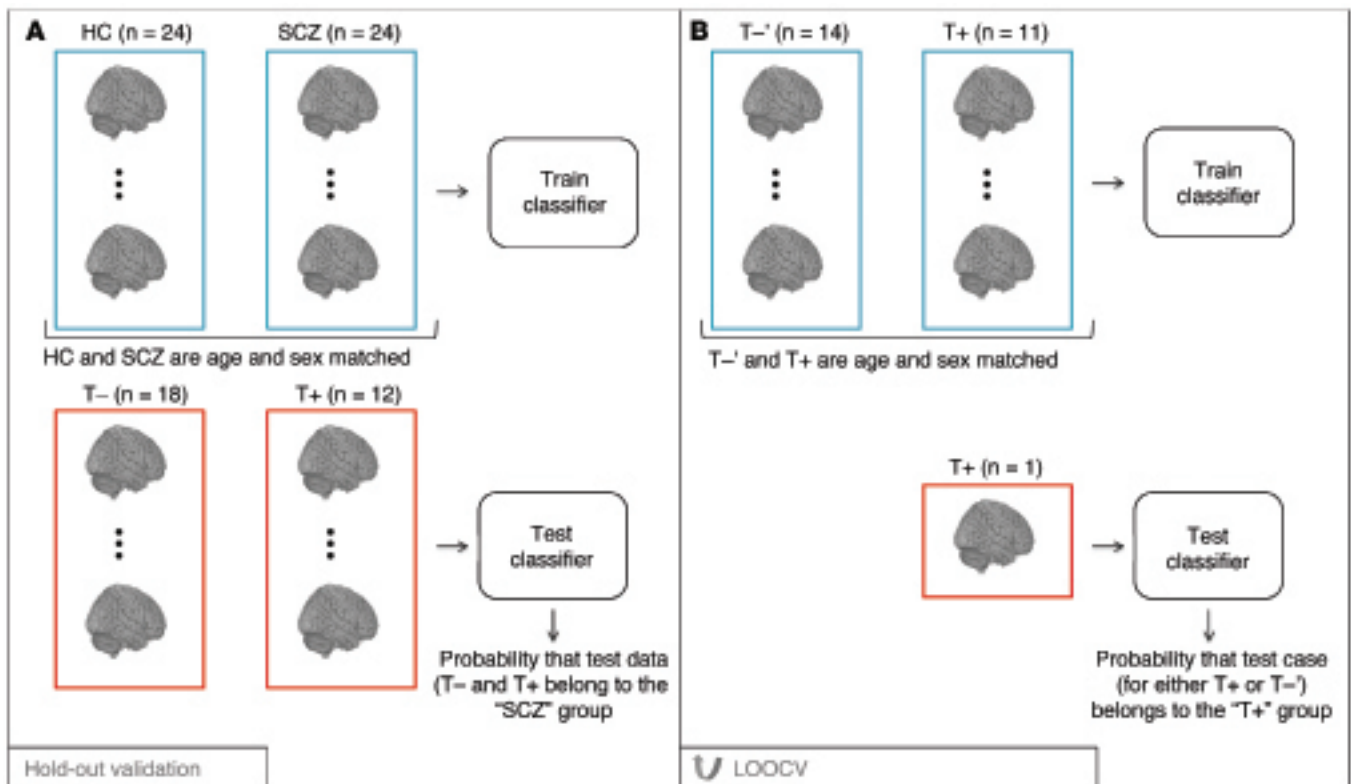 A
HC (n = 24)
SCZ (n = 24)
Train
classifier
HC and SCZ are age and sex matched
T– (n = 18)
T+ (n = 12)
Test
classifier
Probability that test data
(T– and T+ belong to the
"SCZ" group
Hold-out validation
B
T–' (n = 14)
T+ (n = 11)
Train
classifier
T–' and T+ are age and sex matched
T+ (n = 1)
Test
classifier
Probability that test case
(for either T+ or T–')
belongs to the "T+" group
LOOCV